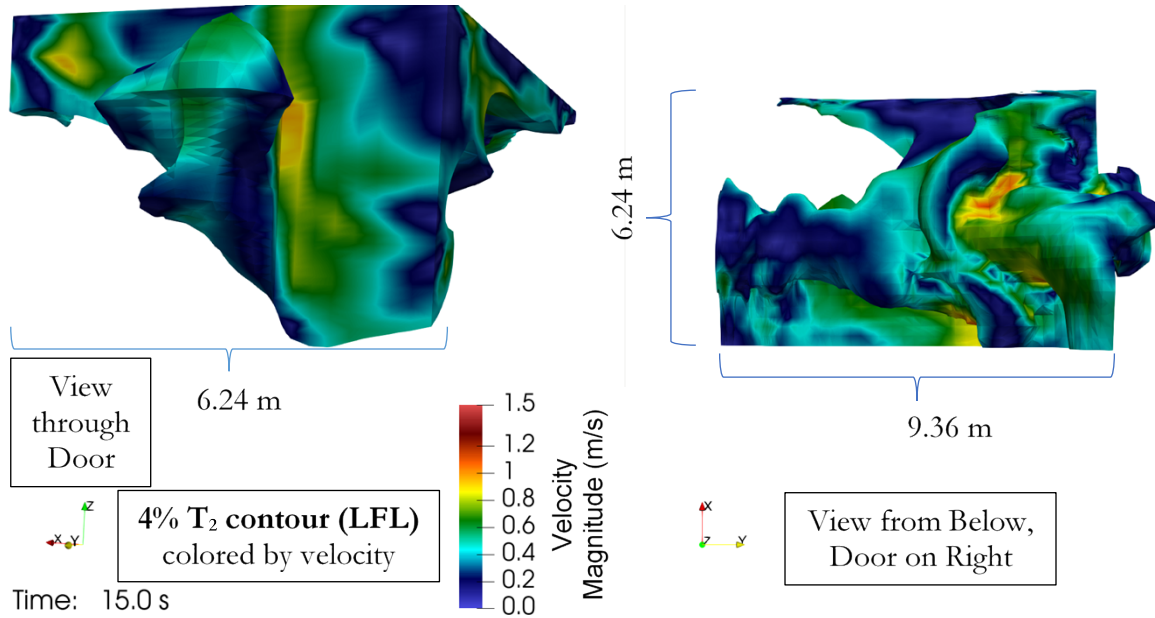 6.24 m
View
through
Door
Z
X
Y
4% T₂ contour (LFL)
colored by velocity
Time: 15.0 s
1.5
1.2
1
0.8
0.6
0.4
0.2
0.0
Velocity
Magnitude (m/s)
6.24 m
9.36 m
X
Z
Y
View from Below,
Door on Right